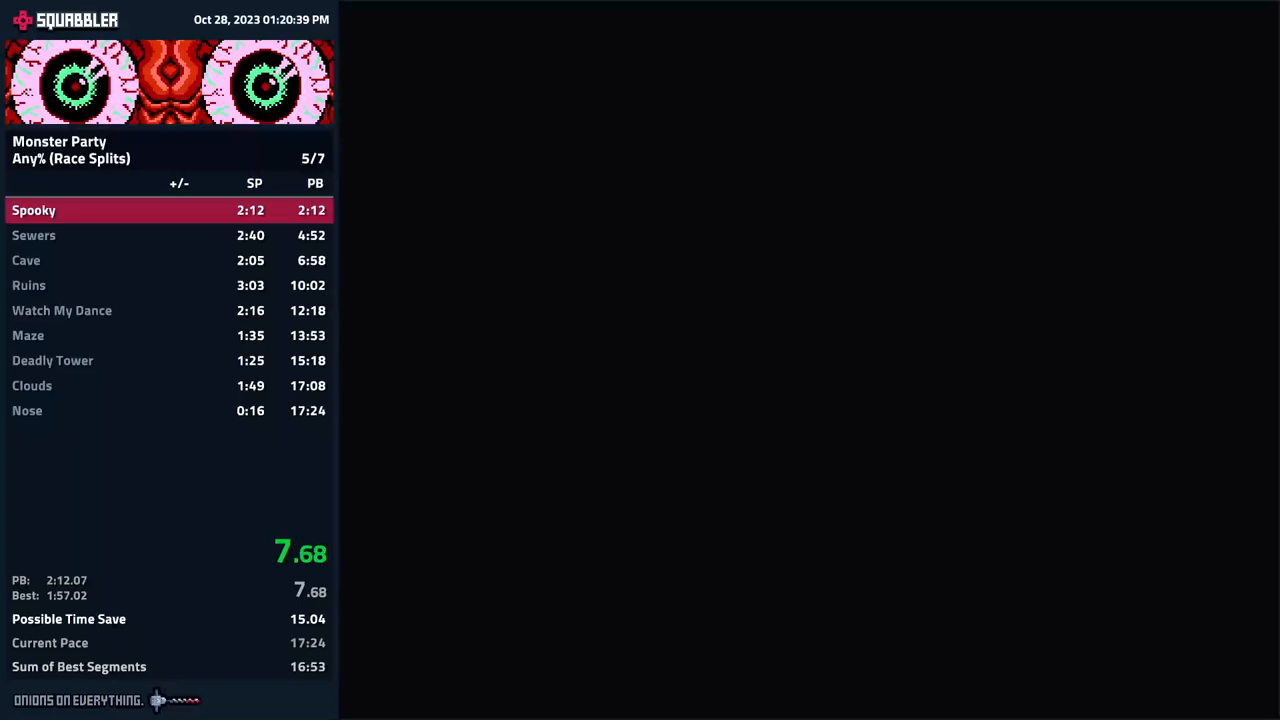 SQUABBLER
Oct 28, 2023 01:20:39 PM
Monster Party
Any% (Race Splits) 5/7
+/- SP PB
Spooky 2:12 2:12
Sewers 2:40 4:52
Cave 2:05 6:58
Ruins 3:03 10:02
Watch My Dance 2:16 12:18
Maze 1:35 13:53
Deadly Tower 1:25 15:18
Clouds 1:49 17:08
Nose 0:16 17:24
7.68
PB: 2:12.07
Best: 1:57.02
7.68
Possible Time Save 15.04
Current Pace 17:24
Sum of Best Segments 16:53
ONIONS ON EVERYTHING.